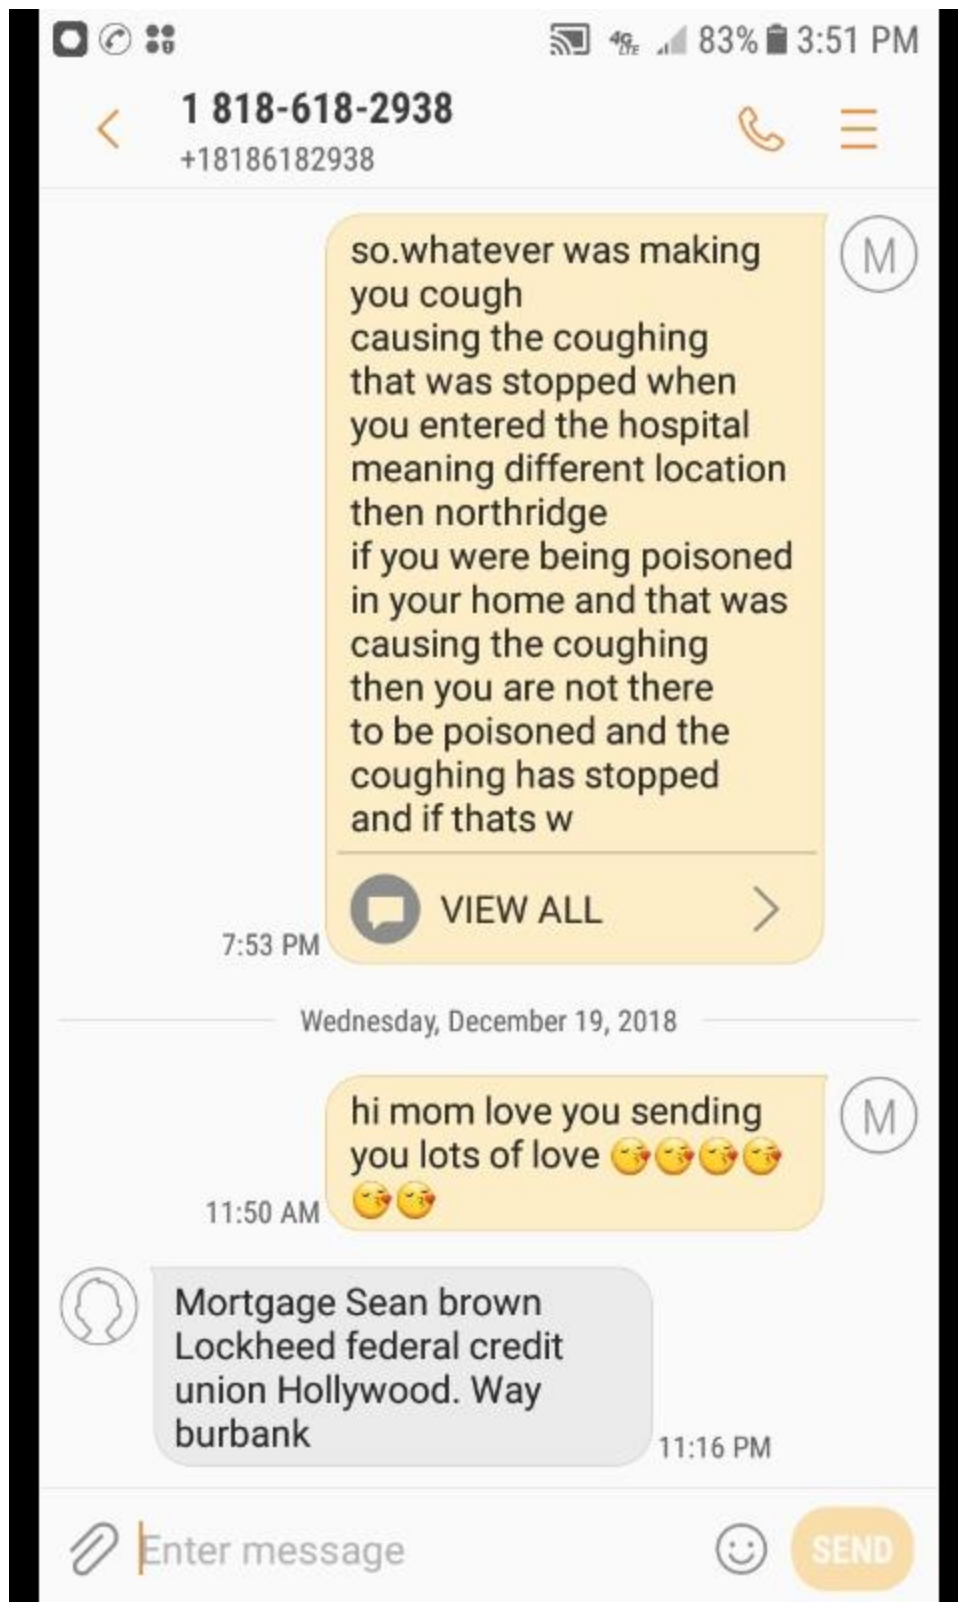 4G LTE 83% 3:51 PM
1 818-618-2938
+18186182938
M
so.whatever was making
you cough
causing the coughing
that was stopped when
you entered the hospital
meaning different location
then northridge
if you were being poisoned
in your home and that was
causing the coughing
then you are not there
to be poisoned and the
coughing has stopped
and if thats w
VIEW ALL
7:53 PM
Wednesday, December 19, 2018
M
hi mom love you sending
you lots of love 😘😘😘😘
😘😘
11:50 AM
Mortgage Sean brown
Lockheed federal credit
union Hollywood. Way
burbank
11:16 PM
Enter message
SEND